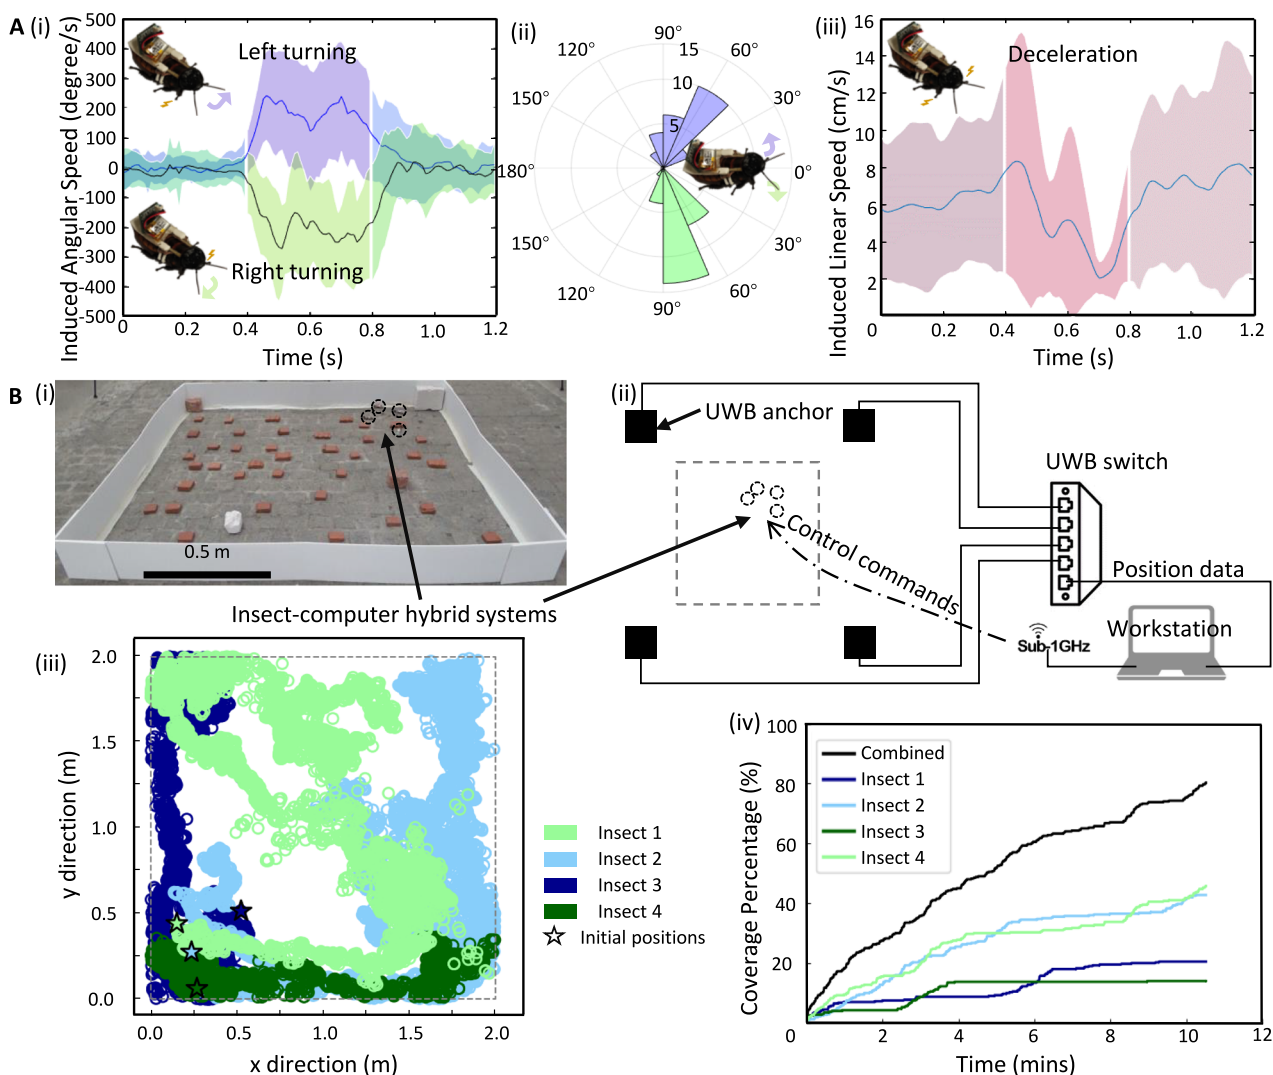 A (i)
500
400
300
200
100
0
-100
-200
-300
-400
-500
Induced Angular Speed (degree/s)
Left turning
Right turning
0 0.2 0.4 0.6 0.8 1.0 1.2
Time (s)
(ii)
90°
120° 15 60°
10
150° 30°
5
180° 0°
150° 30°
120° 60°
90°
(iii)
16
14
12
10
8
6
4
2
Induced Linear Speed (cm/s)
Deceleration
0 0.2 0.4 0.6 0.8 1.0 1.2
Time (s)
B (i)
0.5 m
Insect-computer hybrid systems
(ii)
UWB anchor
UWB switch
Control commands
Position data
Workstation
Sub-1GHz
(iii)
2.0
1.5
1.0
0.5
0.0
y direction (m)
0.0 0.5 1.0 1.5 2.0
x direction (m)
Insect 1
Insect 2
Insect 3
Insect 4
Initial positions
(iv)
100
80
60
40
20
0
Coverage Percentage (%)
Combined
Insect 1
Insect 2
Insect 3
Insect 4
2 4 6 8 10 12
Time (mins)